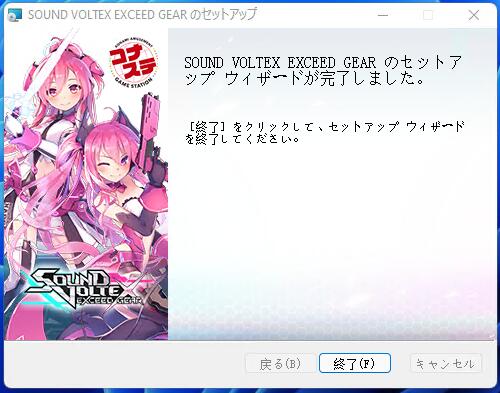 SOUND VOLTEX EXCEED GEAR のセットアップ
KONAMI AMUSEMENT
コナステ
GAME STATION
SOUND VOLTEX EXCEED GEAR のセットア
ップ ウィザードが完了しました。
[終了] をクリックして、セットアップ ウィザード
を終了してください。
SOUND
VOLTEX
EXCEED GEAR
戻る(B)
終了(F)
キャンセル